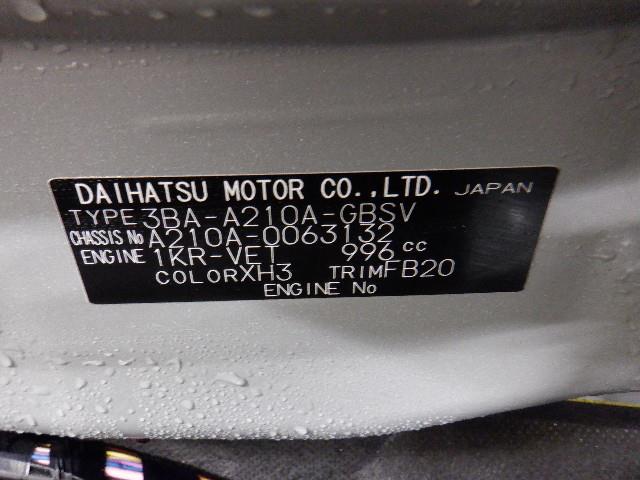 DAIHATSU MOTOR CO.,LTD. JAPAN
TYPE 3BA-A210A-GBSV
CHASSIS No A210A-0063132
ENGINE 1KR-VET 996 cc
COLOR XH3 TRIM FB20
ENGINE No